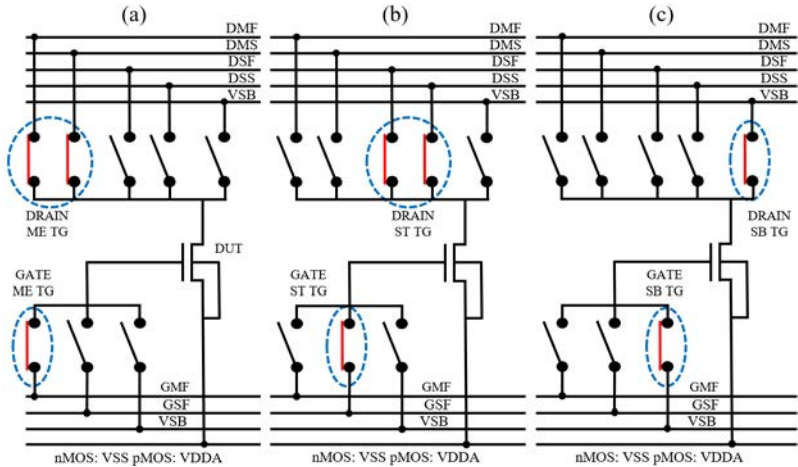 (a)
DMF
DMS
DSF
DSS
VSB
DRAIN
ME TG
DUT
GATE
ME TG
GMF
GSF
VSB
nMOS: VSS pMOS: VDDA
(b)
DMF
DMS
DSF
DSS
VSB
DRAIN
ST TG
GATE
ST TG
GMF
GSF
VSB
nMOS: VSS pMOS: VDDA
(c)
DMF
DMS
DSF
DSS
VSB
DRAIN
SB TG
GATE
SB TG
GMF
GSF
VSB
nMOS: VSS pMOS: VDDA